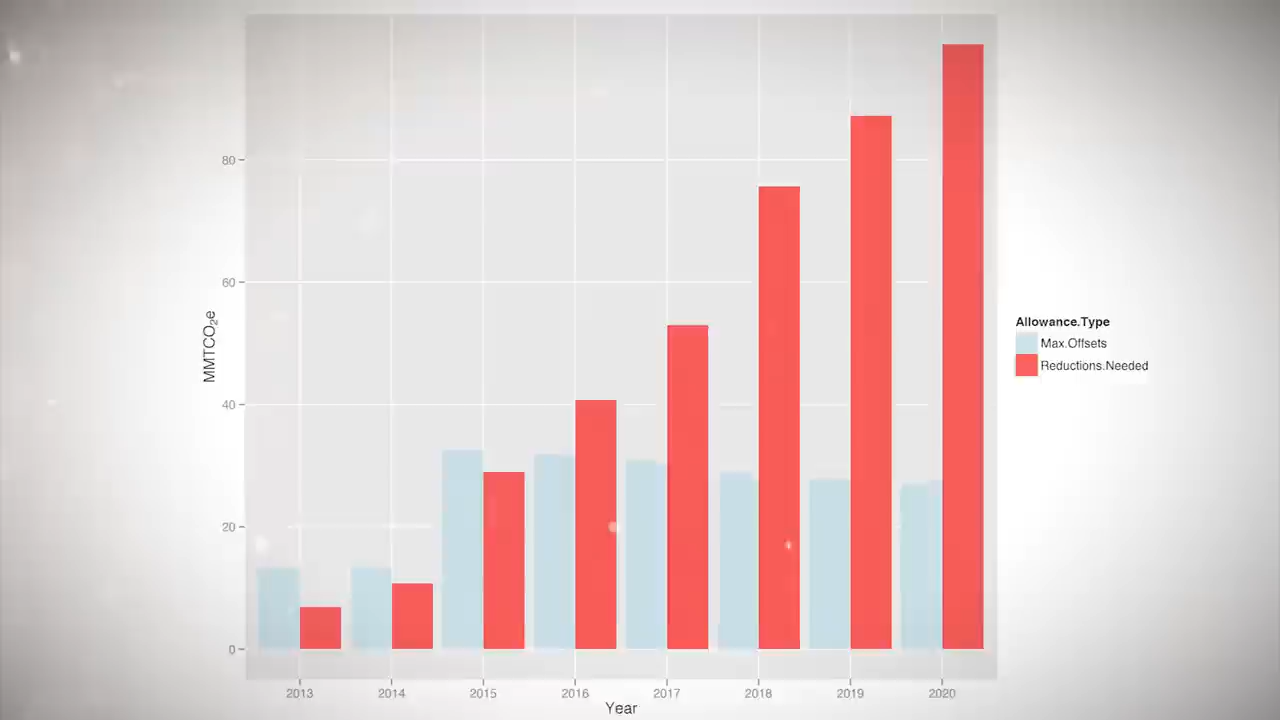 80
60
40
20
0
MMTCO₂e
2013 2014 2015 2016 2017 2018 2019 2020
Year
Allowance.Type
Max.Offsets
Reductions.Needed